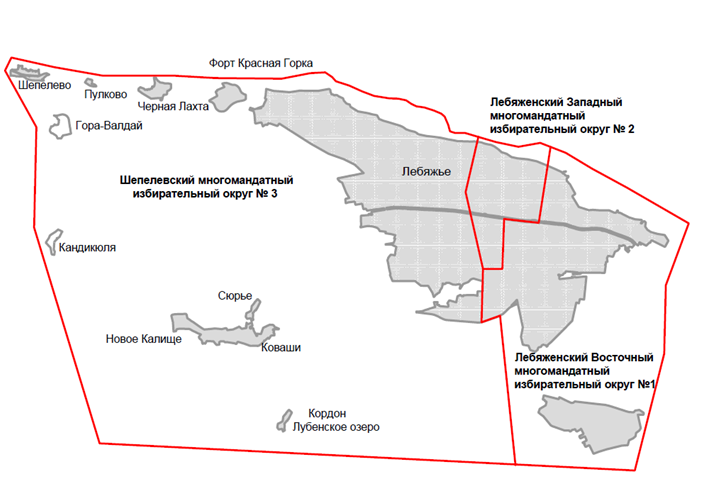 Форт Красная Горка
Шепелево
Пулково
Черная Лахта
Лебяженский Западный
многомандатный
избирательный округ № 2
Гора-Валдай
Лебяжье
Шепелевский многомандатный
избирательный округ № 3
Кандикюля
Сюрье
Новое Калище
Коваши
Лебяженский Восточный
многомандатный
избирательный округ №1
Кордон
Лубенское озеро